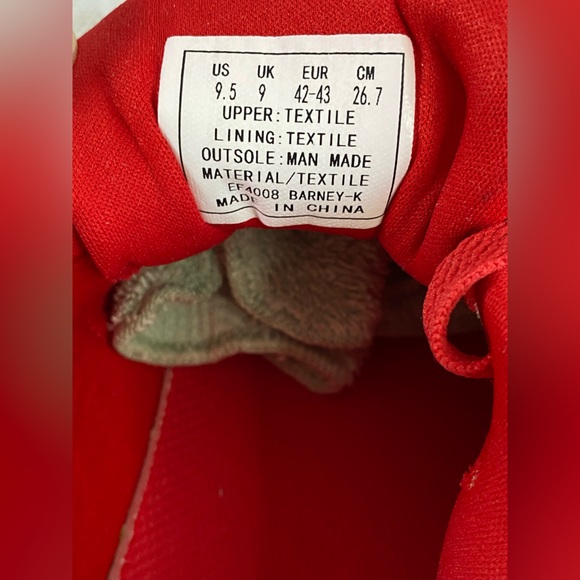 US UK EUR CM
9.5 9 42-43 26.7
UPPER:TEXTILE
LINING:TEXTILE
OUTSOLE:MAN MADE
MATERIAL/TEXTILE
EF4008 BARNEY-K
MADE IN CHINA